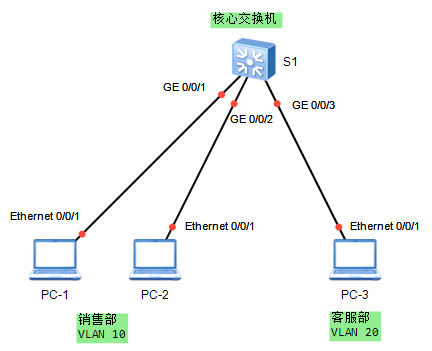 核心交换机
S1
GE 0/0/1
GE 0/0/3
GE 0/0/2
Ethernet 0/0/1
Ethernet 0/0/1
Ethernet 0/0/1
PC-1
PC-2
PC-3
销售部
VLAN 10
客服部
VLAN 20